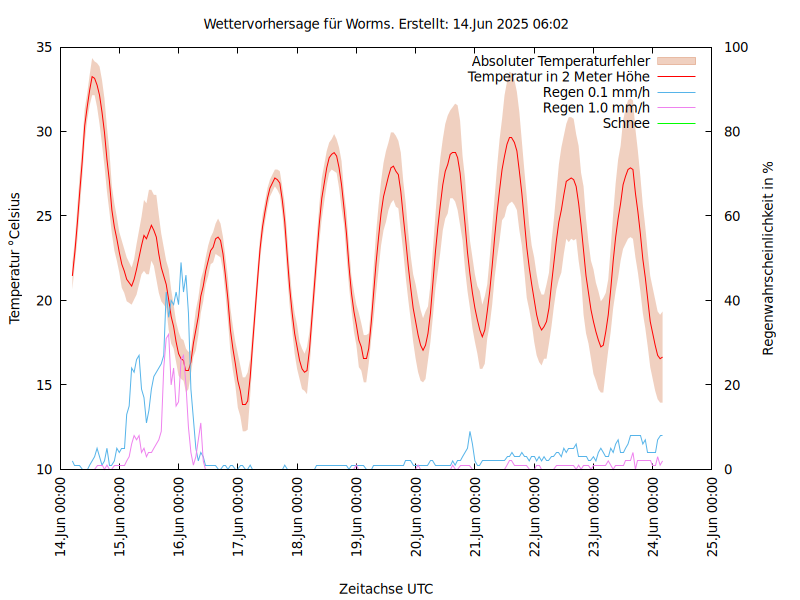 Wettervorhersage für Worms. Erstellt: 14.Jun 2025 06:02
Absoluter Temperaturfehler
Temperatur in 2 Meter Höhe
Regen 0.1 mm/h
Regen 1.0 mm/h
Schnee
Temperatur °Celsius
35
30
25
20
15
10
Regenwahrscheinlichkeit in %
100
80
60
40
20
0
14.Jun 00:00
15.Jun 00:00
16.Jun 00:00
17.Jun 00:00
18.Jun 00:00
19.Jun 00:00
20.Jun 00:00
21.Jun 00:00
22.Jun 00:00
23.Jun 00:00
24.Jun 00:00
25.Jun 00:00
Zeitachse UTC